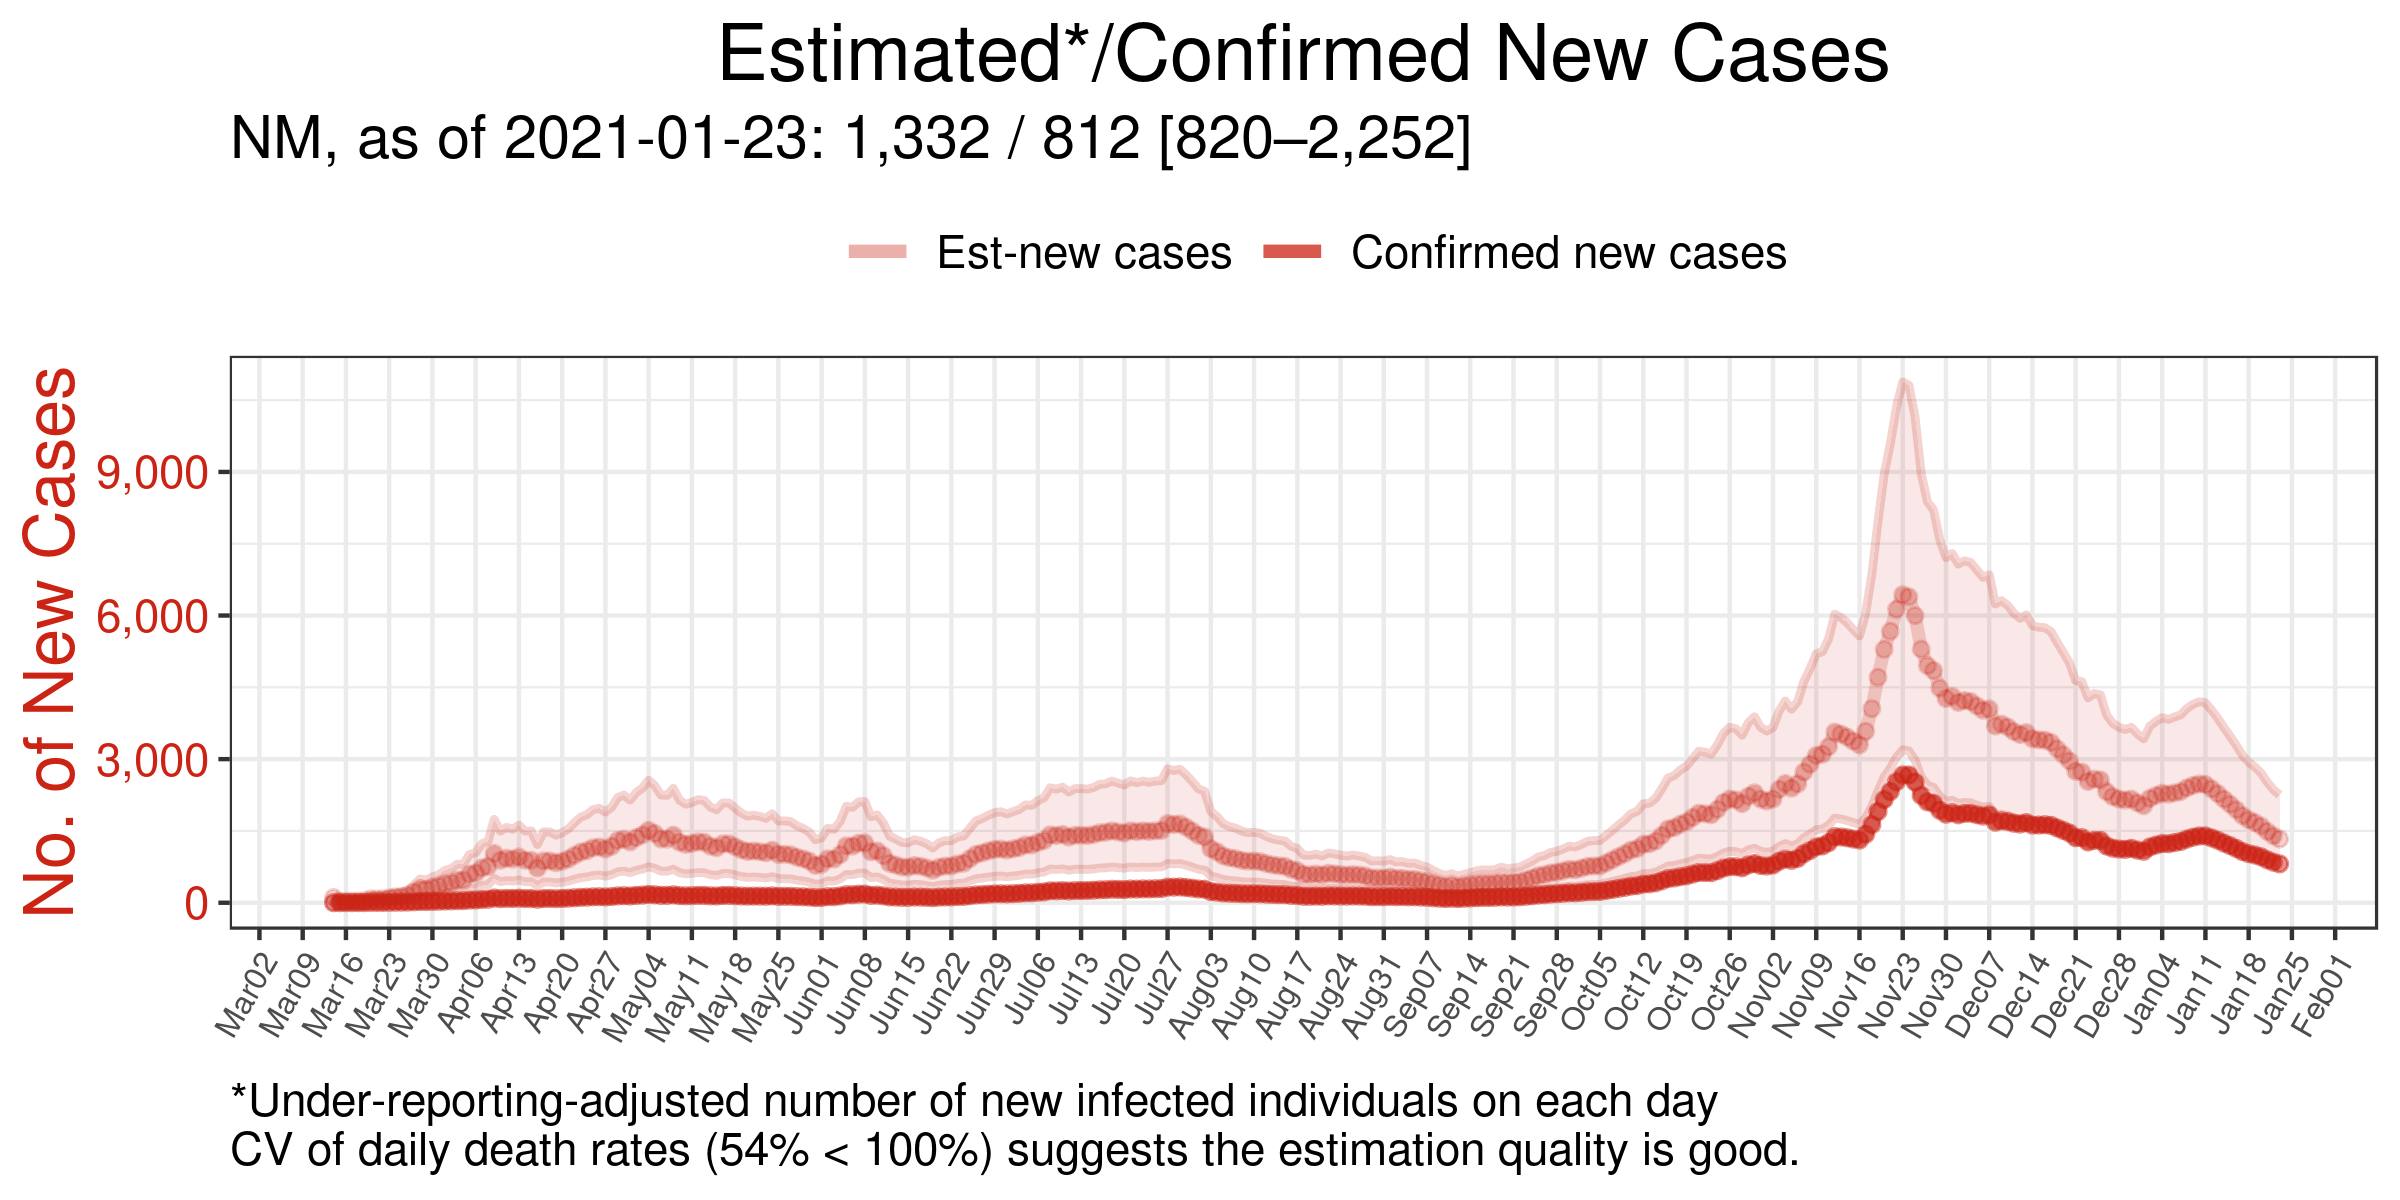 Estimated*/Confirmed New Cases
NM, as of 2021-01-23: 1,332 / 812 [820–2,252]
Est-new cases Confirmed new cases
No. of New Cases
9,000
6,000
3,000
0
Mar02 Mar09 Mar16 Mar23 Mar30 Apr06 Apr13 Apr20 Apr27 May04 May11 May18 May25 Jun01 Jun08 Jun15 Jun22 Jun29 Jul06 Jul13 Jul20 Jul27 Aug03 Aug10 Aug17 Aug24 Aug31 Sep07 Sep14 Sep21 Sep28 Oct05 Oct12 Oct19 Oct26 Nov02 Nov09 Nov16 Nov23 Nov30 Dec07 Dec14 Dec21 Dec28 Jan04 Jan11 Jan18 Jan25 Feb01
*Under-reporting-adjusted number of new infected individuals on each day
CV of daily death rates (54% < 100%) suggests the estimation quality is good.